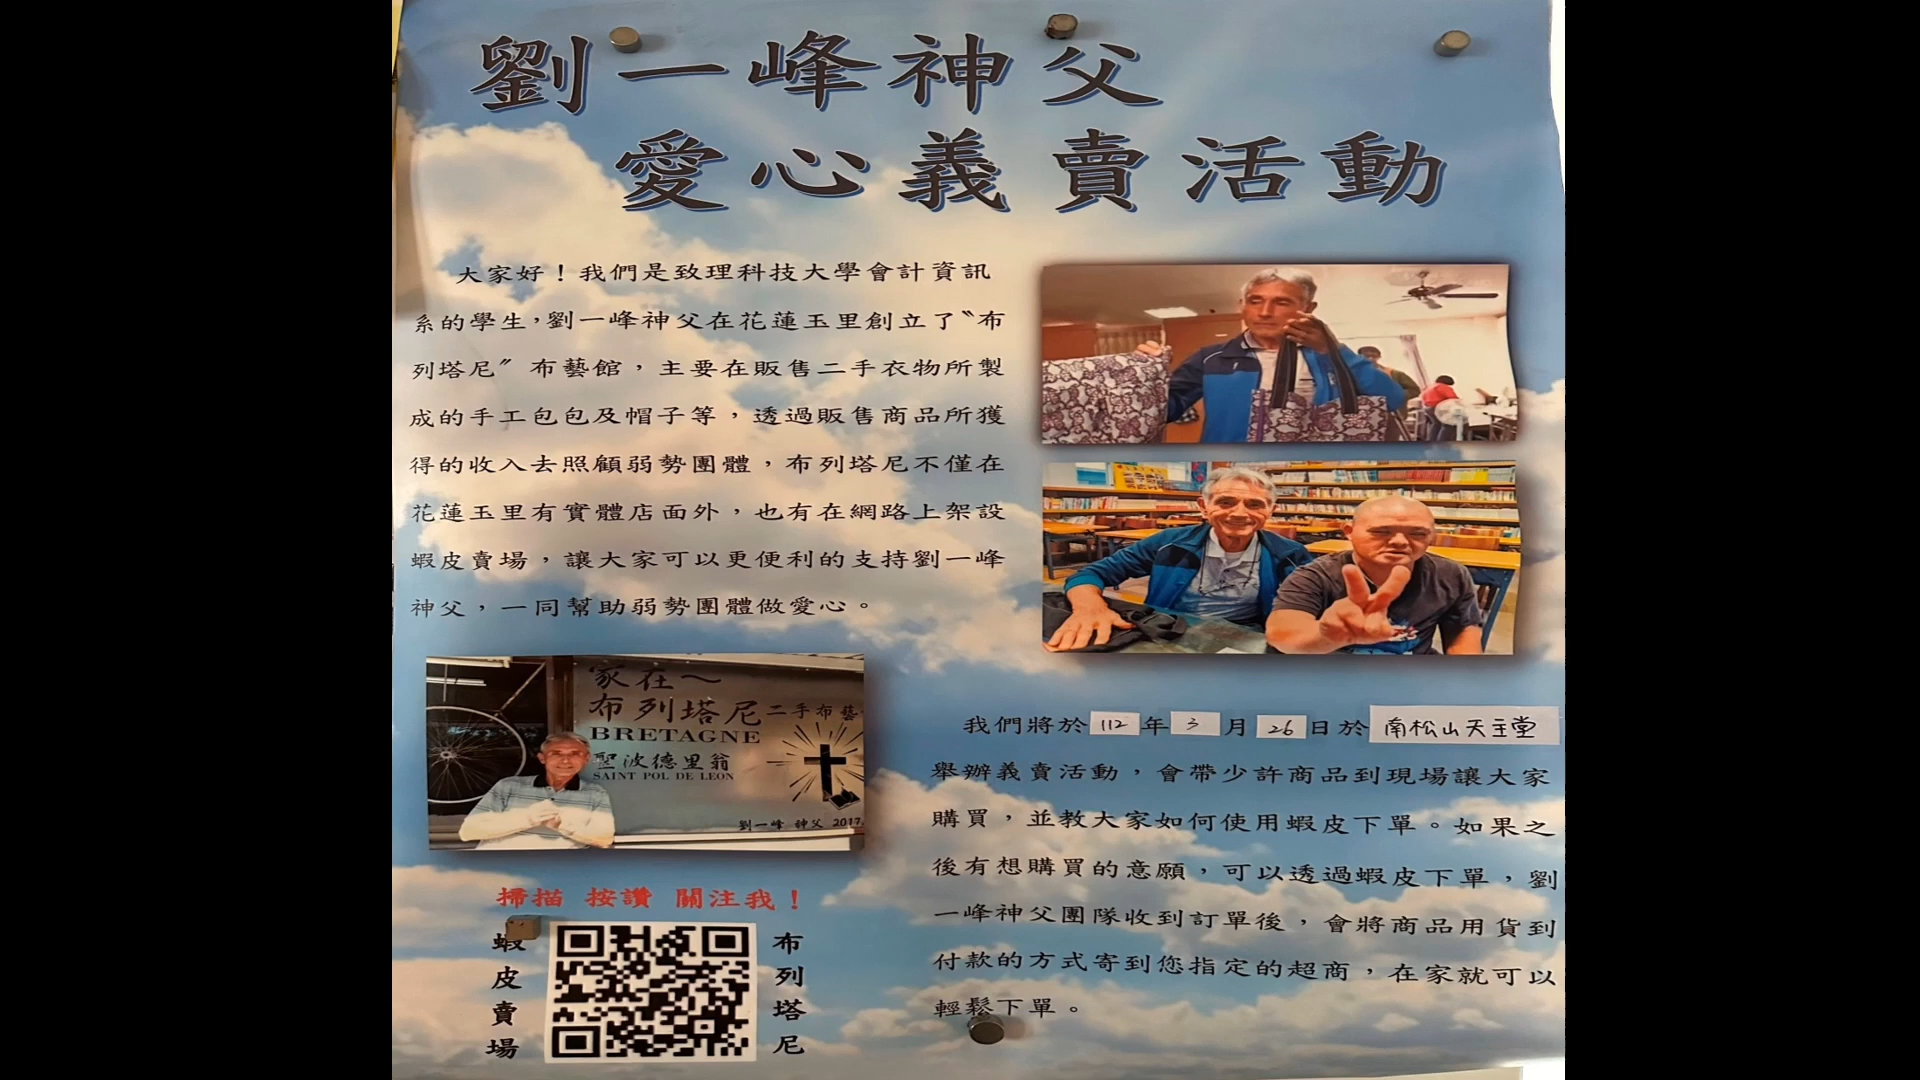 劉一峰神父
愛心義賣活動
大家好！我們是致理科技大學會計資訊
系的學生，劉一峰神父在花蓮玉里創立了〝布
列塔尼〞布藝館，主要在販售二手衣物所製
成的手工包包及帽子等，透過販售商品所獲
得的收入去照顧弱勢團體，布列塔尼不僅在
花蓮玉里有實體店面外，也有在網路上架設
蝦皮賣場，讓大家可以更便利的支持劉一峰
神父，一同幫助弱勢團體做愛心。
家在～
布列塔尼二手布藝
BRETAGNE
聖波德里翁
SAINT POL DE LEON
劉一峰 神父 2017.
掃描 按讚 關注我！
蝦皮賣場
布列塔尼
我們將於 112 年 3 月 26 日於 南松山天主堂
舉辦義賣活動，會帶少許商品到現場讓大家
購買，並教大家如何使用蝦皮下單。如果之
後有想購買的意願，可以透過蝦皮下單，劉
一峰神父團隊收到訂單後，會將商品用貨到
付款的方式寄到您指定的超商，在家就可以
輕鬆下單。